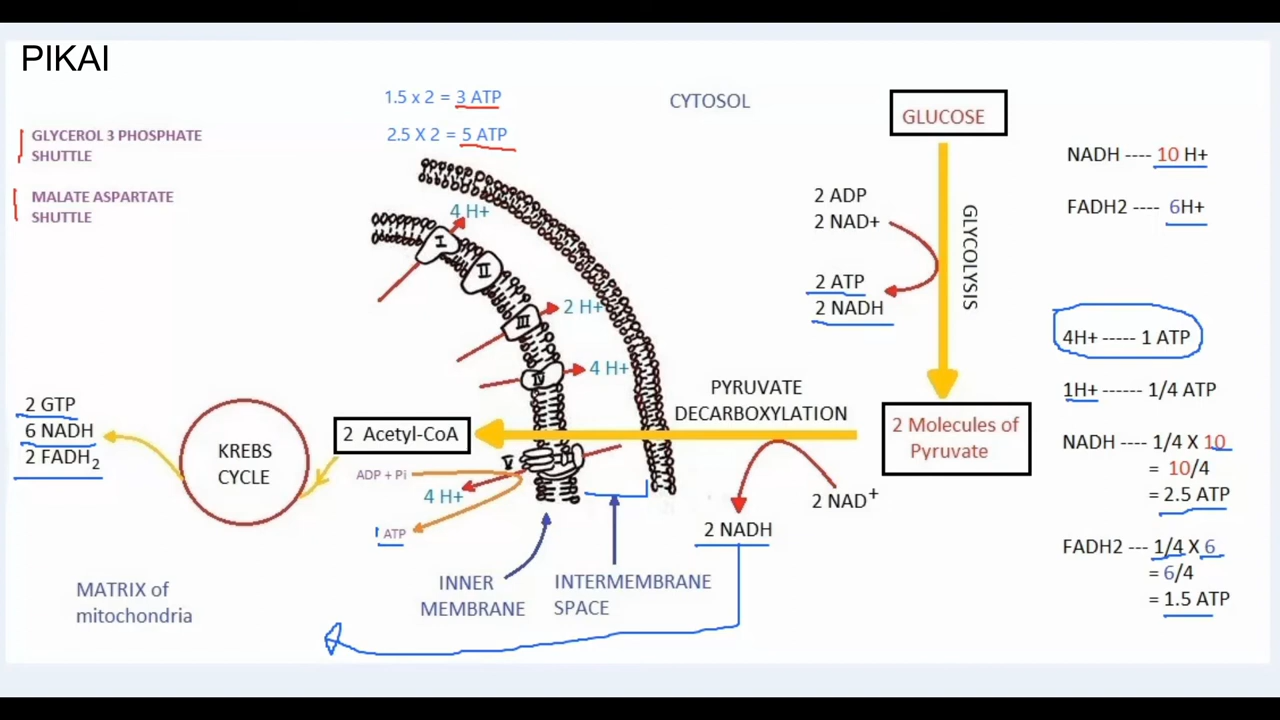 PIKAI
1.5 x 2 = 3 ATP
2.5 X 2 = 5 ATP
GLYCEROL 3 PHOSPHATE
SHUTTLE
MALATE ASPARTATE
SHUTTLE
CYTOSOL
GLUCOSE
2 ADP
2 NAD+
2 ATP
2 NADH
GLYCOLYSIS
NADH ---- 10 H+
FADH2 ---- 6H+
4H+ ----- 1 ATP
1H+ ------ 1/4 ATP
NADH ---- 1/4 X 10
= 10/4
= 2.5 ATP
FADH2 --- 1/4 X 6
= 6/4
= 1.5 ATP
4 H+
I
II
III
2 H+
IV
4 H+
PYRUVATE
DECARBOXYLATION
2 Molecules of
Pyruvate
2 NAD+
2 NADH
2 Acetyl-CoA
KREBS
CYCLE
2 GTP
6 NADH
2 FADH2
V
ADP + Pi
4 H+
1 ATP
INNER
MEMBRANE
INTERMEMBRANE
SPACE
MATRIX of
mitochondria